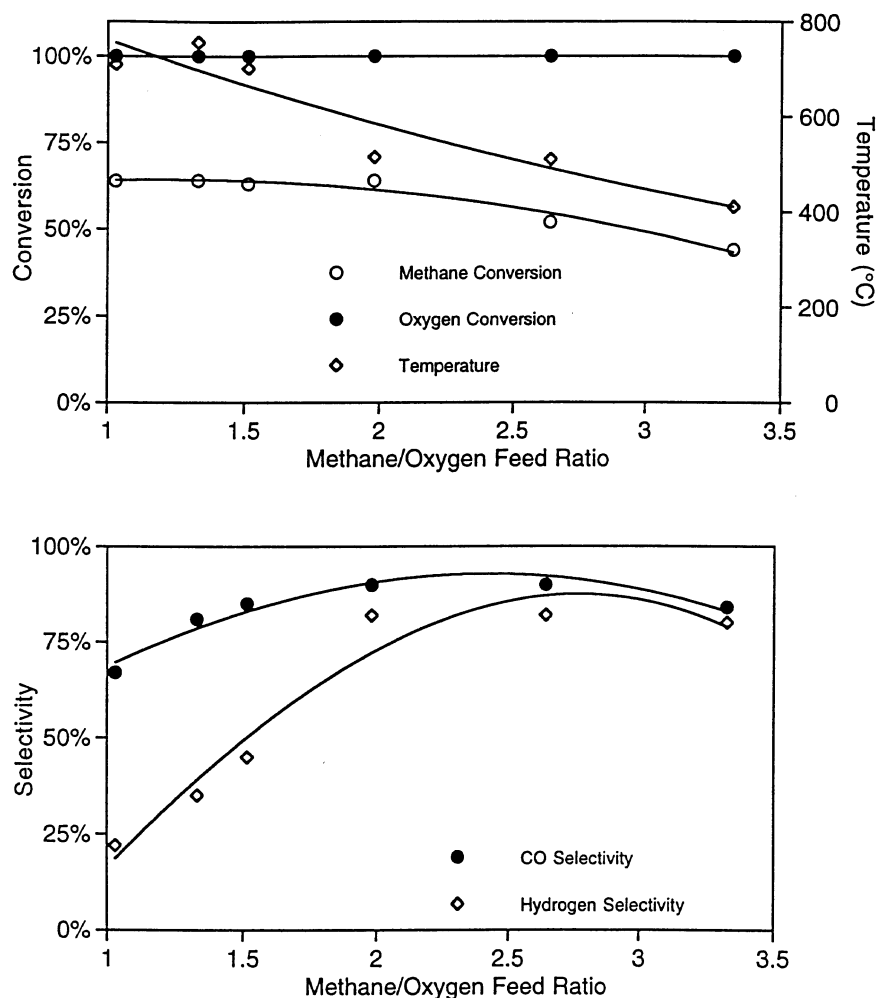 100%
75%
50%
25%
0%
Conversion
800
600
400
200
0
Temperature (°C)
Methane Conversion
Oxygen Conversion
Temperature
1
1.5
2
2.5
3
3.5
Methane/Oxygen Feed Ratio
100%
75%
50%
25%
0%
Selectivity
CO Selectivity
Hydrogen Selectivity
1
1.5
2
2.5
3
3.5
Methane/Oxygen Feed Ratio